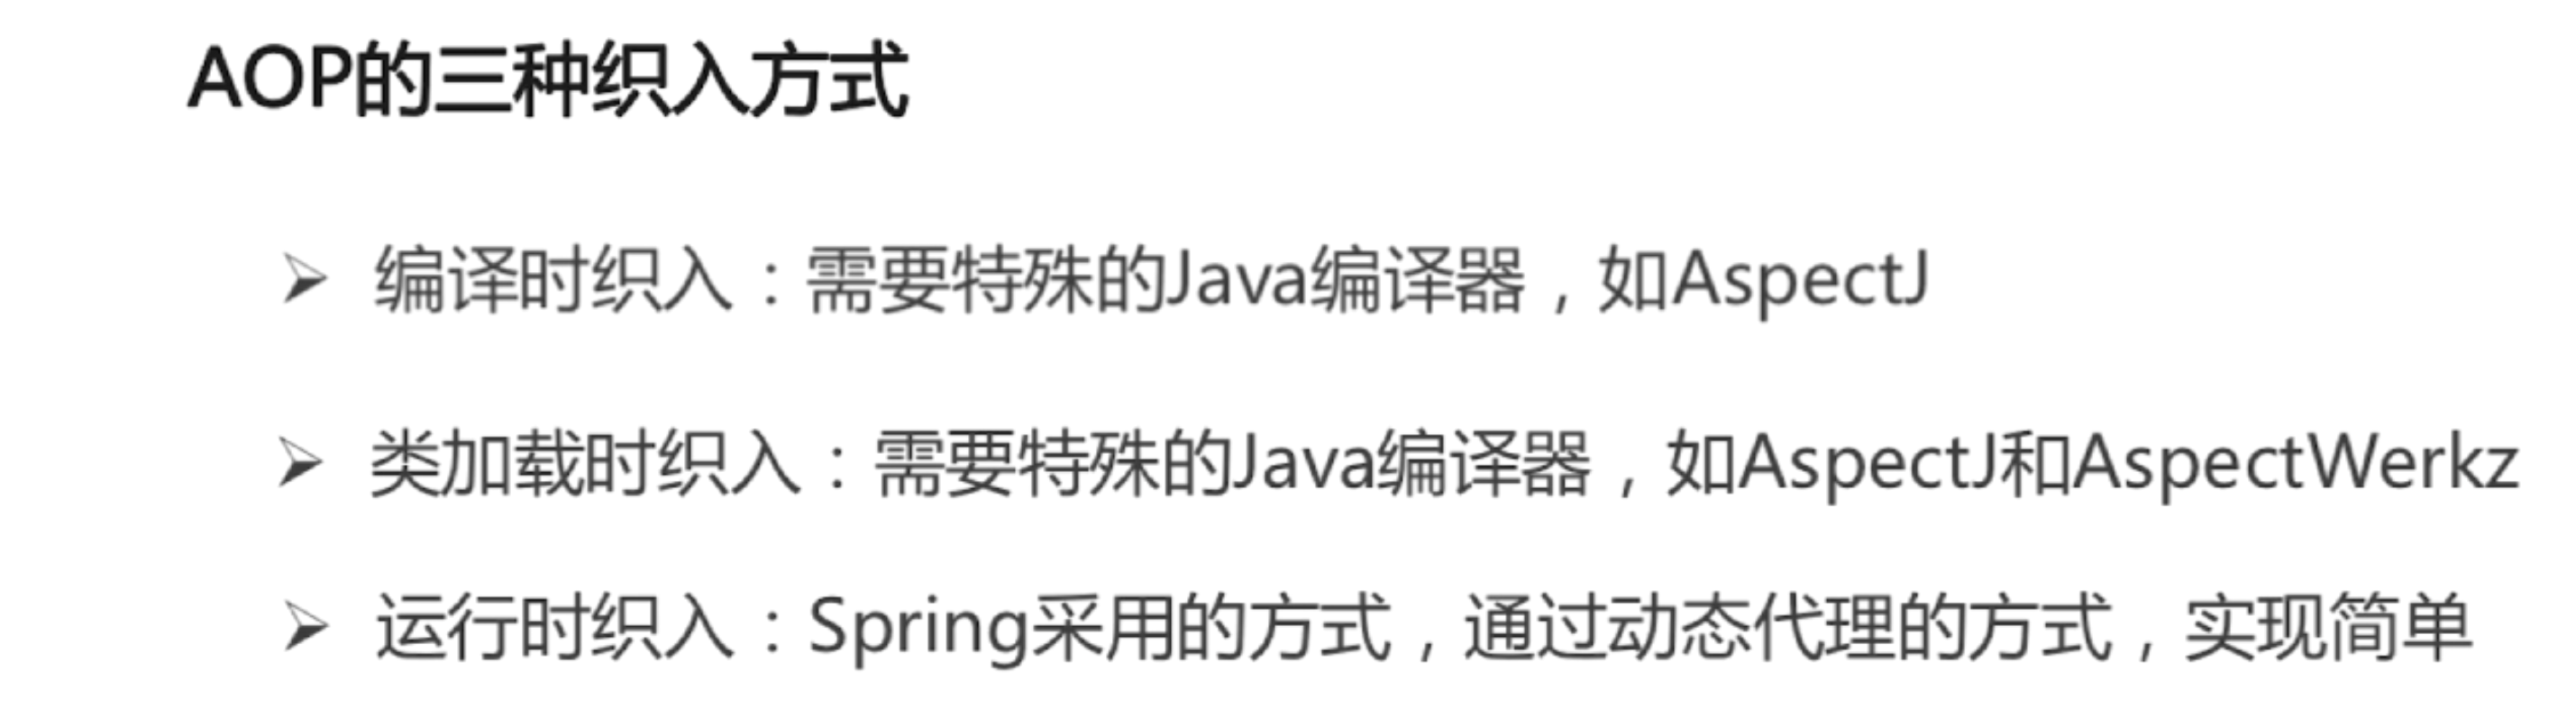 AOP的三种织入方式
➢ 编译时织入：需要特殊的Java编译器，如AspectJ
➢ 类加载时织入：需要特殊的Java编译器，如AspectJ和AspectWerkz
➢ 运行时织入：Spring采用的方式，通过动态代理的方式，实现简单